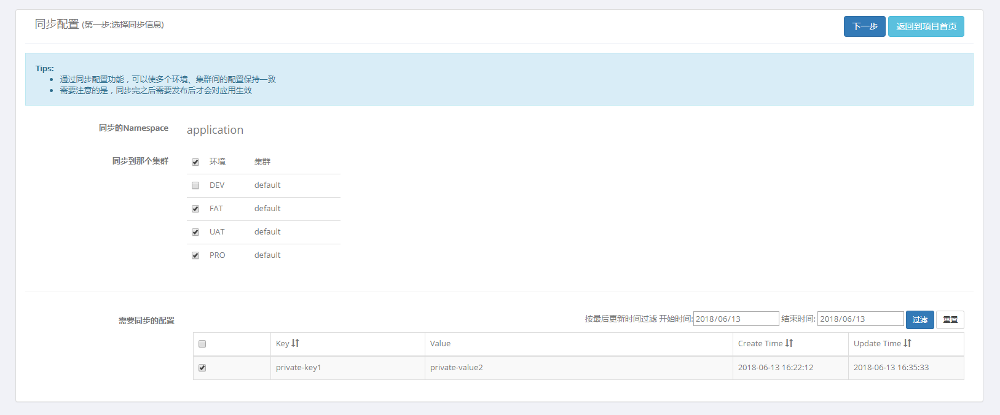 同步配置 (第一步:选择同步信息)
下一步 返回到项目首页
Tips:
通过同步配置功能，可以使多个环境、集群间的配置保持一致
需要注意的是，同步完之后需要发布后才会对应用生效
同步的Namespace application
同步到那个集群 环境 集群
DEV default
FAT default
UAT default
PRO default
需要同步的配置 按最后更新时间过滤 开始时间: 2018/06/13 结束时间: 2018/06/13 过滤 重置
Key Value Create Time Update Time
private-key1 private-value2 2018-06-13 16:22:12 2018-06-13 16:35:33